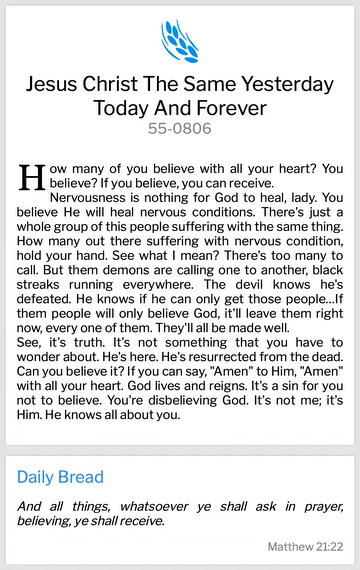 Jesus Christ The Same Yesterday
Today And Forever
55-0806
How many of you believe with all your heart? You
believe? If you believe, you can receive.
Nervousness is nothing for God to heal, lady. You
believe He will heal nervous conditions. There's just a
whole group of this people suffering with the same thing.
How many out there suffering with nervous condition,
hold your hand. See what I mean? There's too many to
call. But them demons are calling one to another, black
streaks running everywhere. The devil knows he's
defeated. He knows if he can only get those people...If
them people will only believe God, it'll leave them right
now, every one of them. They'll all be made well.
See, it's truth. It's not something that you have to
wonder about. He's here. He's resurrected from the dead.
Can you believe it? If you can say, "Amen" to Him, "Amen"
with all your heart. God lives and reigns. It's a sin for you
not to believe. You're disbelieving God. It's not me; it's
Him. He knows all about you.
Daily Bread
And all things, whatsoever ye shall ask in prayer,
believing, ye shall receive.
Matthew 21:22